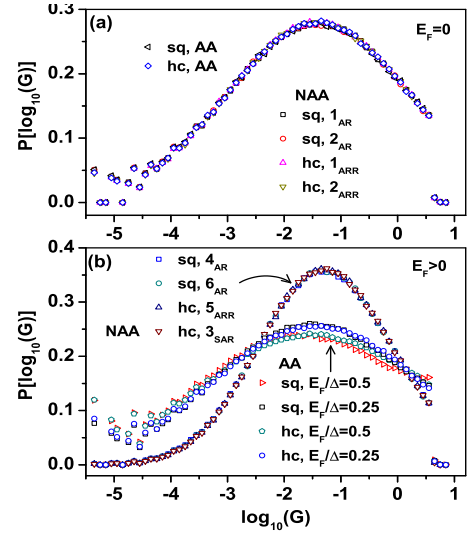 (a)
E_F=0
sq, AA
hc, AA
NAA
sq, 1_AR
sq, 2_AR
hc, 1_ARR
hc, 2_ARR
P[log_10(G)]
0.3
0.2
0.1
0.0
-5 -4 -3 -2 -1 0 1
(b)
E_F>0
sq, 4_AR
sq, 6_AR
hc, 5_ARR
hc, 3_SAR
NAA
AA
sq, E_F/Δ=0.5
sq, E_F/Δ=0.25
hc, E_F/Δ=0.5
hc, E_F/Δ=0.25
P[log_10(G)]
0.4
0.3
0.2
0.1
0.0
-5 -4 -3 -2 -1 0 1
log_10(G)